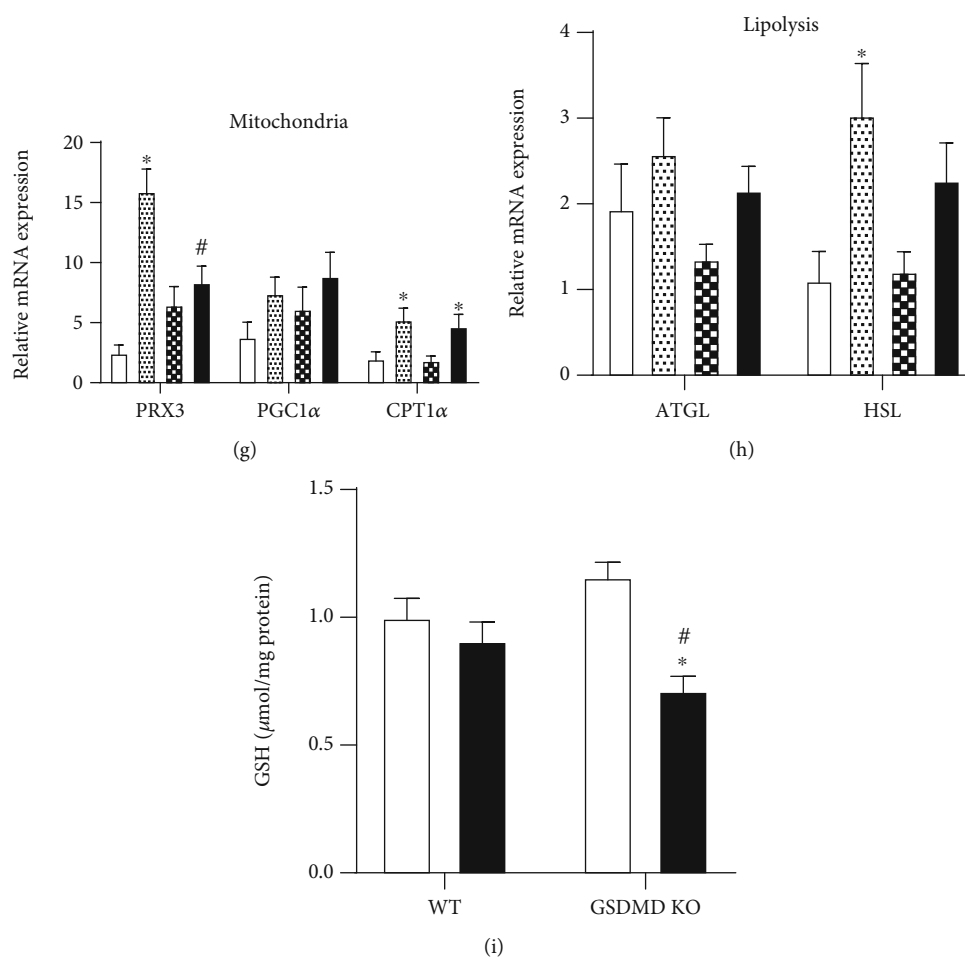 Mitochondria
Relative mRNA expression
20
15
10
5
0
*
#
*
*
PRX3 PGC1α CPT1α
(g)
Lipolysis
Relative mRNA expression
4
3
2
1
0
*
ATGL HSL
(h)
GSH (μmol/mg protein)
1.5
1.0
0.5
0.0
#
*
WT GSDMD KO
(i)